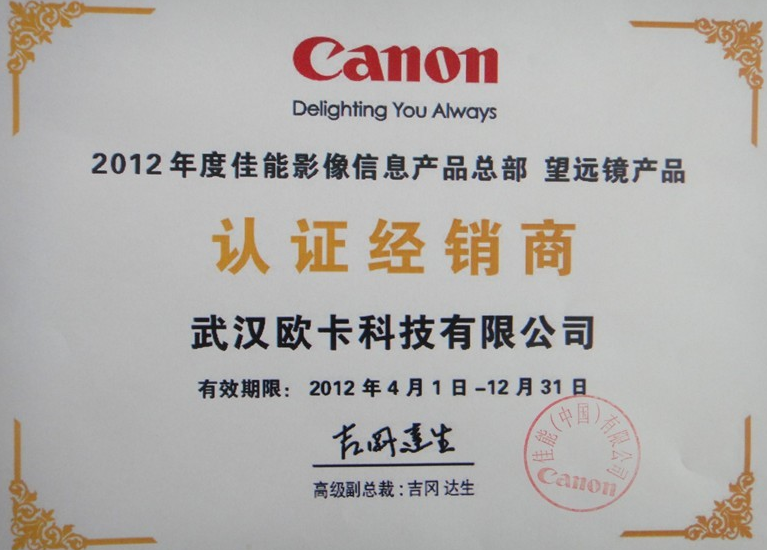 Canon
Delighting You Always
2012年度佳能影像信息产品总部 望远镜产品
认证经销商
武汉欧卡科技有限公司
有效期限：2012年4月1日-12月31日
吉冈達生
高级副总裁：吉冈 达生
佳能(中国)有限公司
Canon